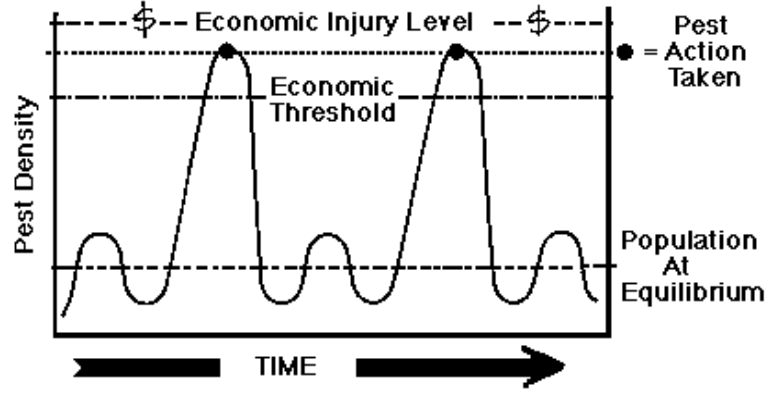 $ Economic Injury Level $
Pest
= Action
Taken
Economic
Threshold
Pest Density
Population
At
Equilibrium
TIME